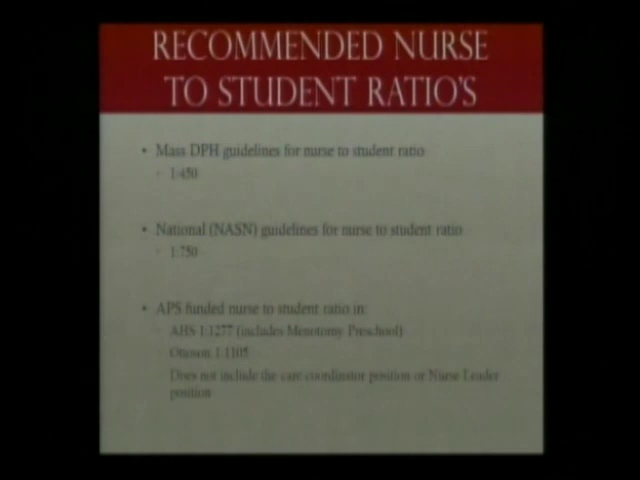 RECOMMENDED NURSE
TO STUDENT RATIO'S
• Mass DPH guidelines for nurse to student ratio
1:450
• National (NASN) guidelines for nurse to student ratio
1:750
• APS funded nurse to student ratio in:
AHS 1:1277 (includes Menotomy Preschool)
Ottoson 1:1105
Does not include the care coordinator position or Nurse Leader
position